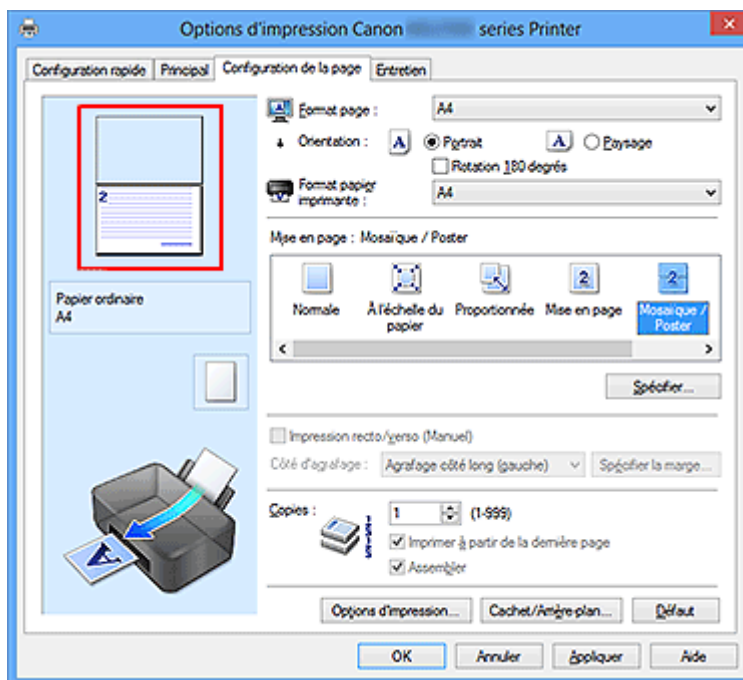 Options d'impression Canon series Printer
Configuration rapide Principal Configuration de la page Entretien
Format page : A4
Orientation : A Portrait A Paysage
Rotation 180 degrés
Format papier imprimante : A4
2
Mise en page : Mosaïque / Poster
2 2
Normale À l'échelle du papier Proportionnée Mise en page Mosaïque / Poster
Papier ordinaire
A4
Spécifier...
Impression recto/verso (Manuel)
Côté d'agrafage : Agrafage côté long (gauche) Spécifier la marge...
Copies : 1 (1-999)
Imprimer à partir de la dernière page
Assembler
A
Options d'impression... Cachet/Arrière-plan... Défaut
OK Annuler Appliquer Aide